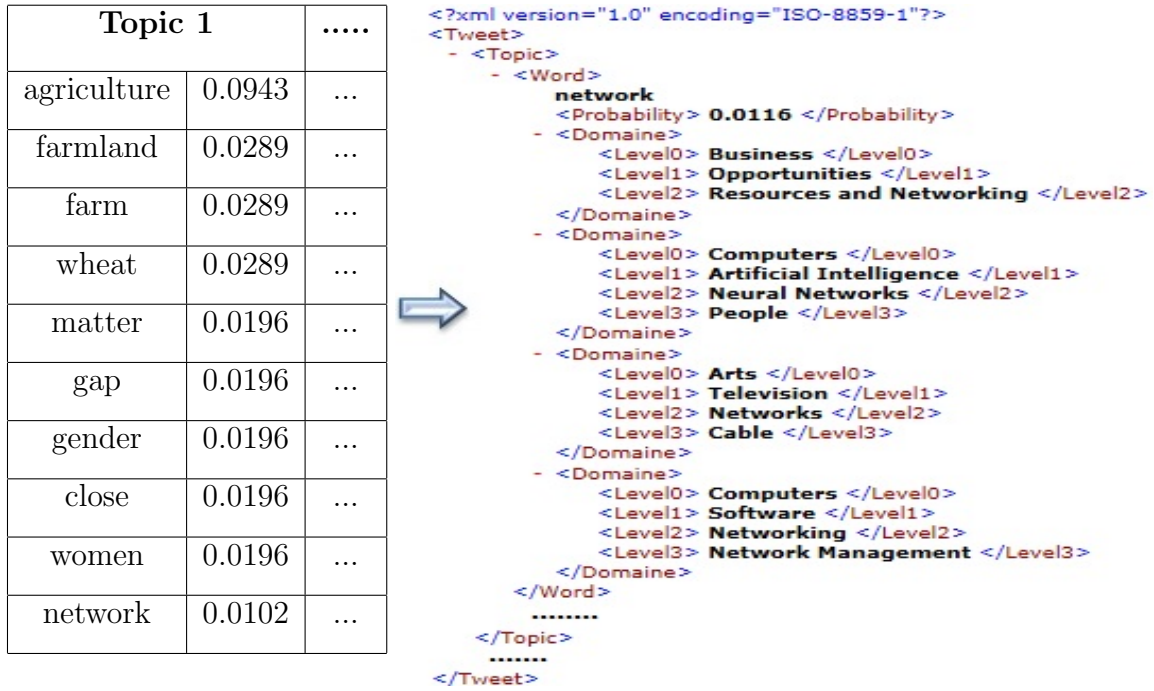 Topic 1 .....
agriculture 0.0943 ...
farmland 0.0289 ...
farm 0.0289 ...
wheat 0.0289 ...
matter 0.0196 ...
gap 0.0196 ...
gender 0.0196 ...
close 0.0196 ...
women 0.0196 ...
network 0.0102 ...
<?xml version="1.0" encoding="ISO-8859-1"?>
<Tweet>
- <Topic>
- <Word>
network
<Probability> 0.0116 </Probability>
- <Domaine>
<Level0> Business </Level0>
<Level1> Opportunities </Level1>
<Level2> Resources and Networking </Level2>
</Domaine>
- <Domaine>
<Level0> Computers </Level0>
<Level1> Artificial Intelligence </Level1>
<Level2> Neural Networks </Level2>
<Level3> People </Level3>
</Domaine>
- <Domaine>
<Level0> Arts </Level0>
<Level1> Television </Level1>
<Level2> Networks </Level2>
<Level3> Cable </Level3>
</Domaine>
- <Domaine>
<Level0> Computers </Level0>
<Level1> Software </Level1>
<Level2> Networking </Level2>
<Level3> Network Management </Level3>
</Domaine>
</Word>
........
</Topic>
.......
</Tweet>